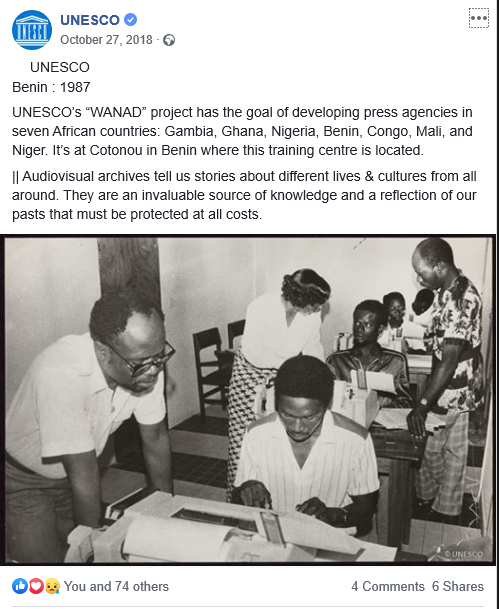 UNESCO
October 27, 2018 ·
UNESCO
Benin : 1987
UNESCO's “WANAD” project has the goal of developing press agencies in
seven African countries: Gambia, Ghana, Nigeria, Benin, Congo, Mali, and
Niger. It’s at Cotonou in Benin where this training centre is located.
|| Audiovisual archives tell us stories about different lives & cultures from all
around. They are an invaluable source of knowledge and a reflection of our
pasts that must be protected at all costs.
© UNESCO
You and 74 others 4 Comments 6 Shares